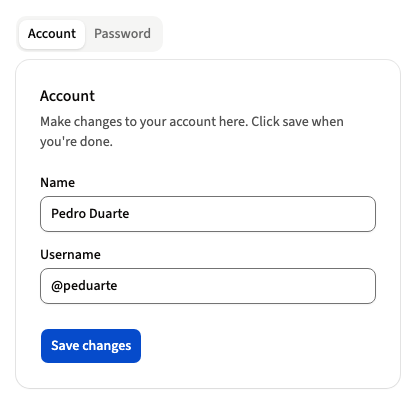 Account Password
Account
Make changes to your account here. Click save when
you're done.
Name
Pedro Duarte
Username
@peduarte
Save changes